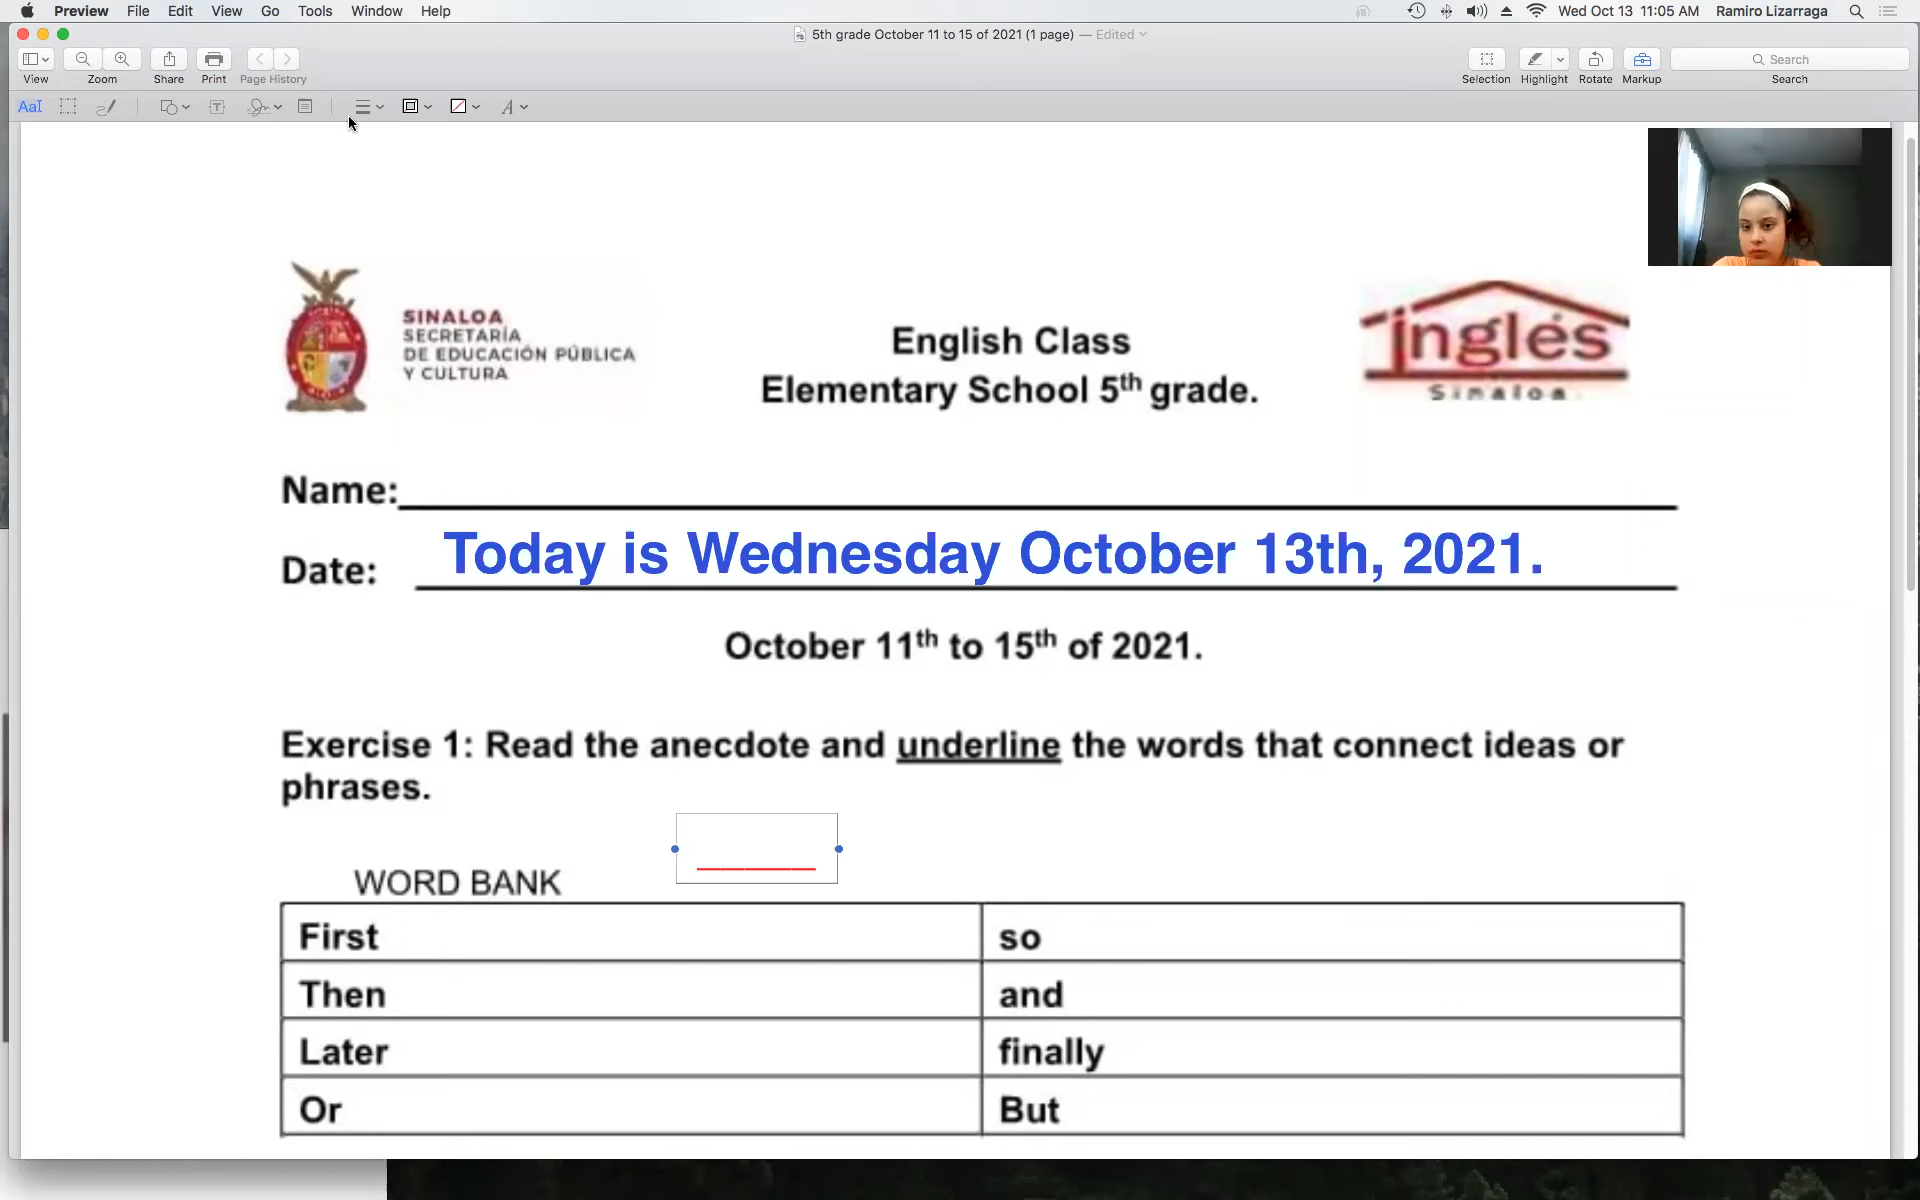 Preview File Edit View Go Tools Window Help
Wed Oct 13 11:05 AM Ramiro Lizarraga
5th grade October 11 to 15 of 2021 (1 page) — Edited
View Zoom Share Print Page History
Selection Highlight Rotate Markup Search
Search
AaI T A
SINALOA
SECRETARÍA
DE EDUCACIÓN PÚBLICA
Y CULTURA
English Class
Elementary School 5th grade.
inglés
Sinaloa
Name:
Today is Wednesday October 13th, 2021.
Date:
October 11th to 15th of 2021.
Exercise 1: Read the anecdote and underline the words that connect ideas or
phrases.
WORD BANK
First so
Then and
Later finally
Or But